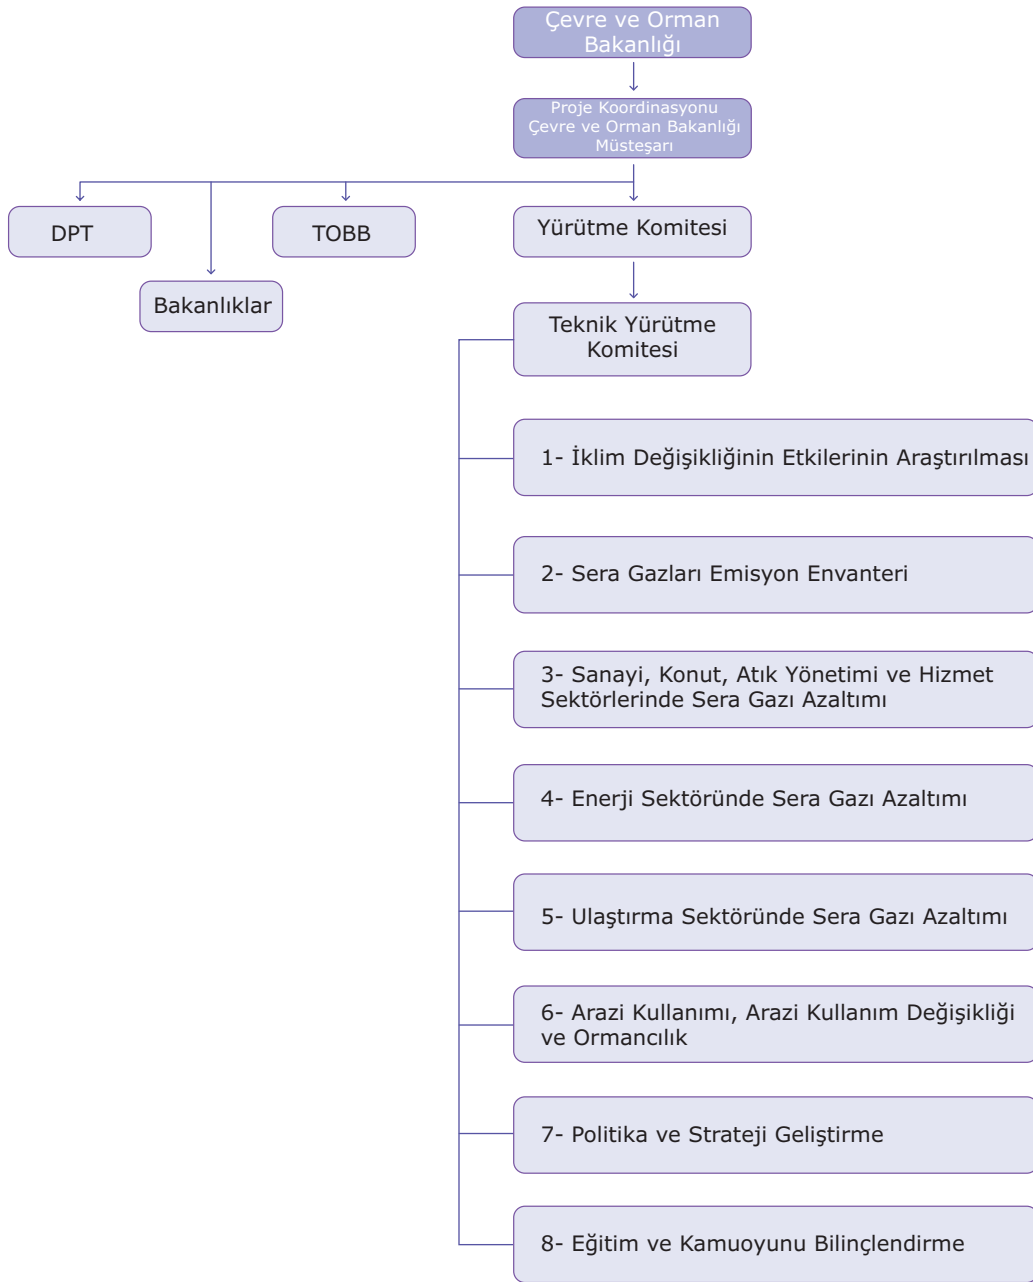 Çevre ve Orman
Bakanlığı
Proje Koordinasyonu
Çevre ve Orman Bakanlığı
Müsteşarı
DPT
TOBB
Yürütme Komitesi
Bakanlıklar
Teknik Yürütme
Komitesi
1- İklim Değişikliğinin Etkilerinin Araştırılması
2- Sera Gazları Emisyon Envanteri
3- Sanayi, Konut, Atık Yönetimi ve Hizmet
Sektörlerinde Sera Gazı Azaltımı
4- Enerji Sektöründe Sera Gazı Azaltımı
5- Ulaştırma Sektöründe Sera Gazı Azaltımı
6- Arazi Kullanımı, Arazi Kullanım Değişikliği
ve Ormancılık
7- Politika ve Strateji Geliştirme
8- Eğitim ve Kamuoyunu Bilinçlendirme